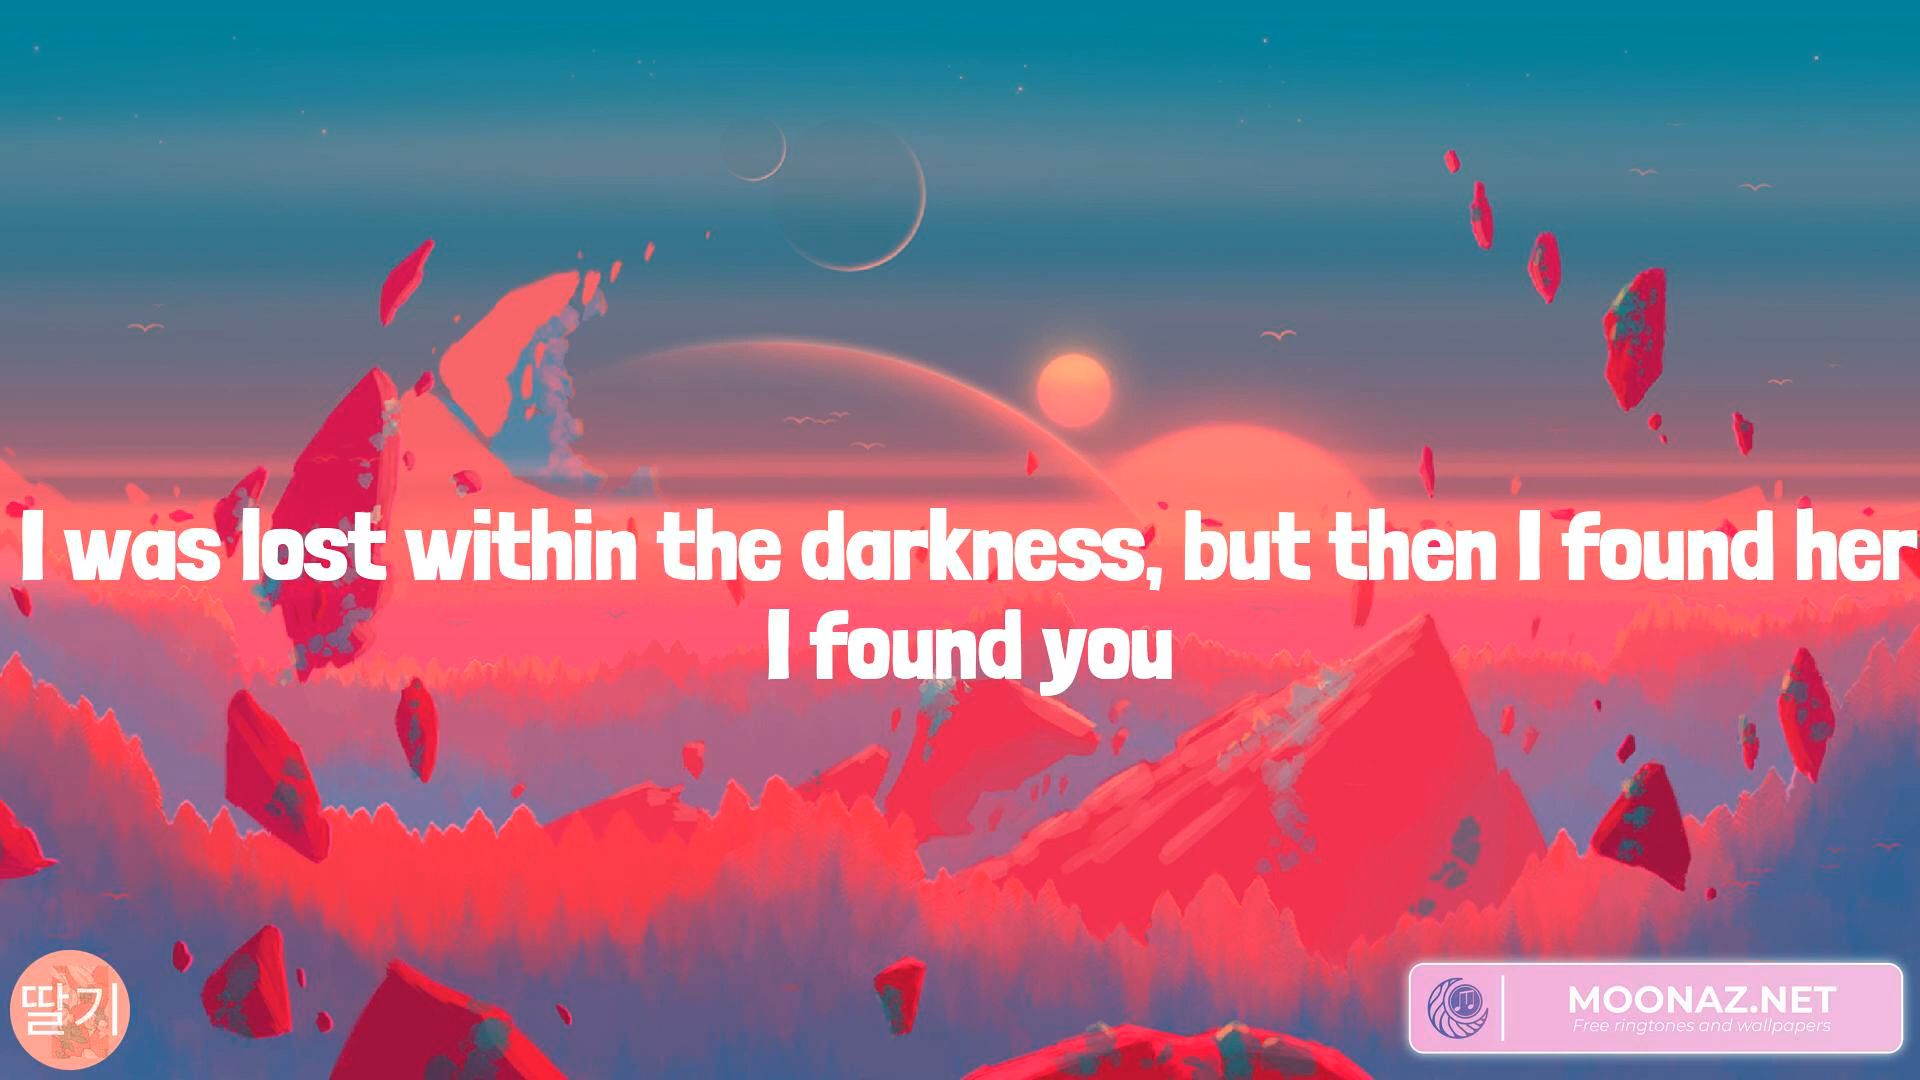 I was lost within the darkness, but then I found her
I found you
딸기
MOONAZ.NET
Free ringtones and wallpapers